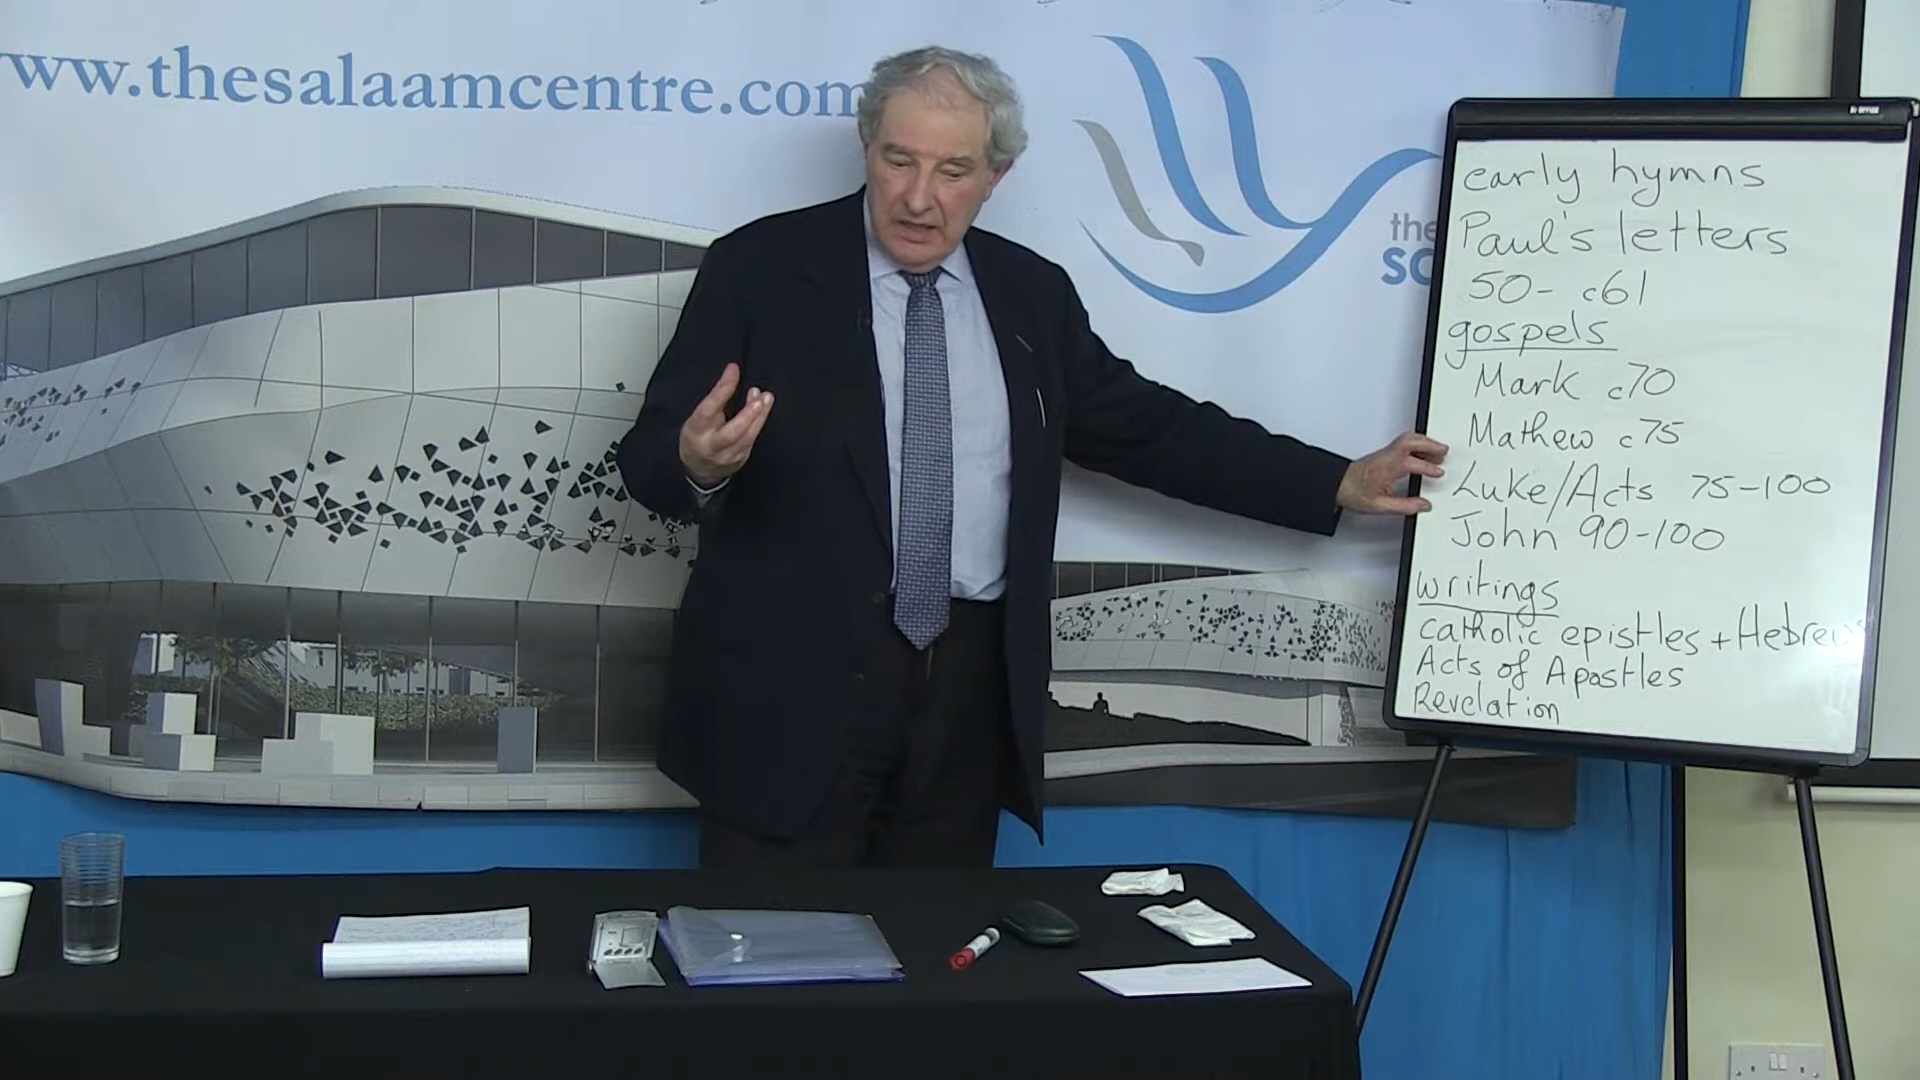 www.thesalaamcentre.com
the
early hymns
Paul's letters
50- c61
gospels
Mark c70
Mathew c75
Luke/Acts 75-100
John 90-100
writings
catholic epistles + Hebrews
Acts of Apostles
Revelation